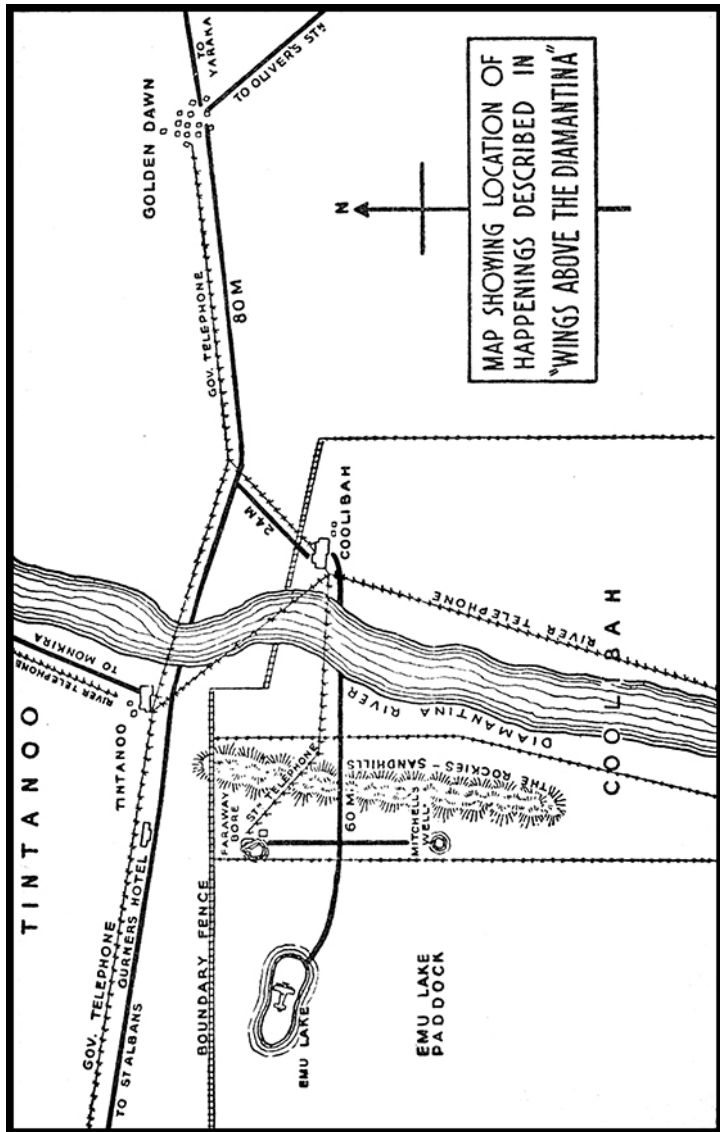 TINTANOO
GOV. TELEPHONE
TO ST ALBANS
GURNERS HOTEL
TINTANOO
RIVER TELEPHONE
TO MONKIRA
GOLDEN DAWN
TO
YARAKA
TO OLIVER'S STN
GOV. TELEPHONE
80 M
24 M
BOUNDARY FENCE
FARAWAY
BORE
STN TELEPHONE
EMU LAKE
60 M
COOLIBAH
THE ROCKIES - SANDHILLS
DIAMANTINA RIVER
MITCHELL'S
WELL
EMU LAKE
PADDOCK
RIVER TELEPHONE
COOLIBAH
N
MAP SHOWING LOCATION OF
HAPPENINGS DESCRIBED IN
"WINGS ABOVE THE DIAMANTINA"